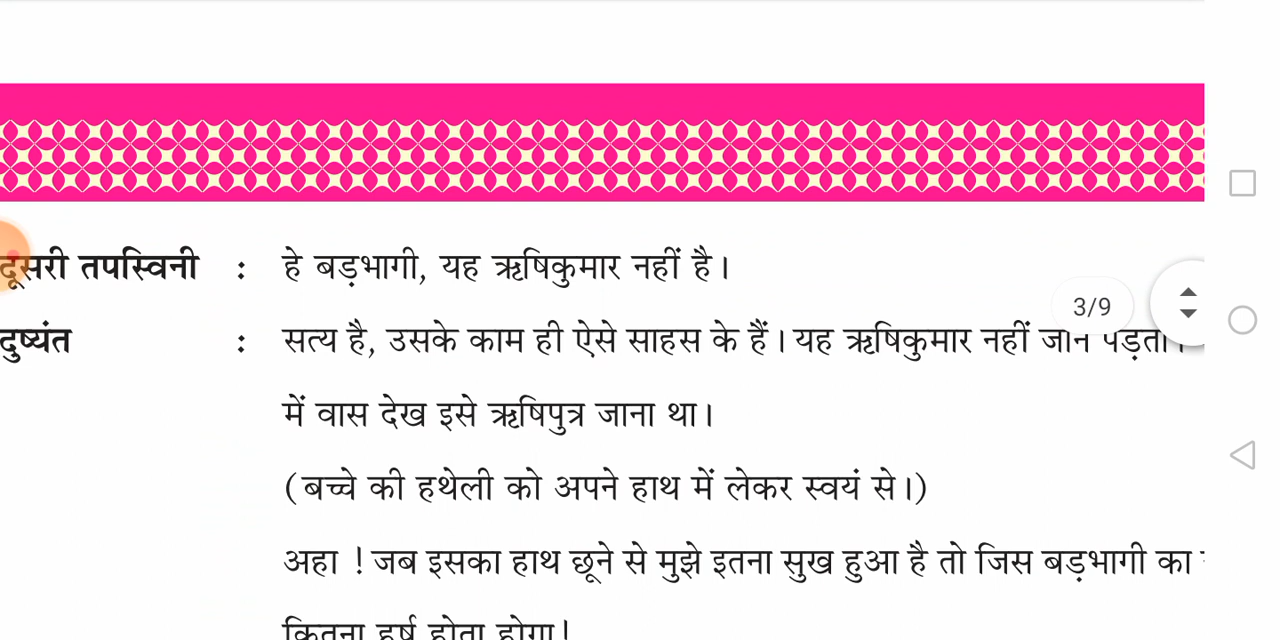 दूसरी तपस्विनी : हे बड़भागी, यह ऋषिकुमार नहीं है।
3/9
दुष्यंत : सत्य है, उसके काम ही ऐसे साहस के हैं। यह ऋषिकुमार नहीं जान पड़ता।
में वास देख इसे ऋषिपुत्र जाना था।
(बच्चे की हथेली को अपने हाथ में लेकर स्वयं से।)
अहा ! जब इसका हाथ छूने से मुझे इतना सुख हुआ है तो जिस बड़भागी का
कितना हर्ष होता होगा!